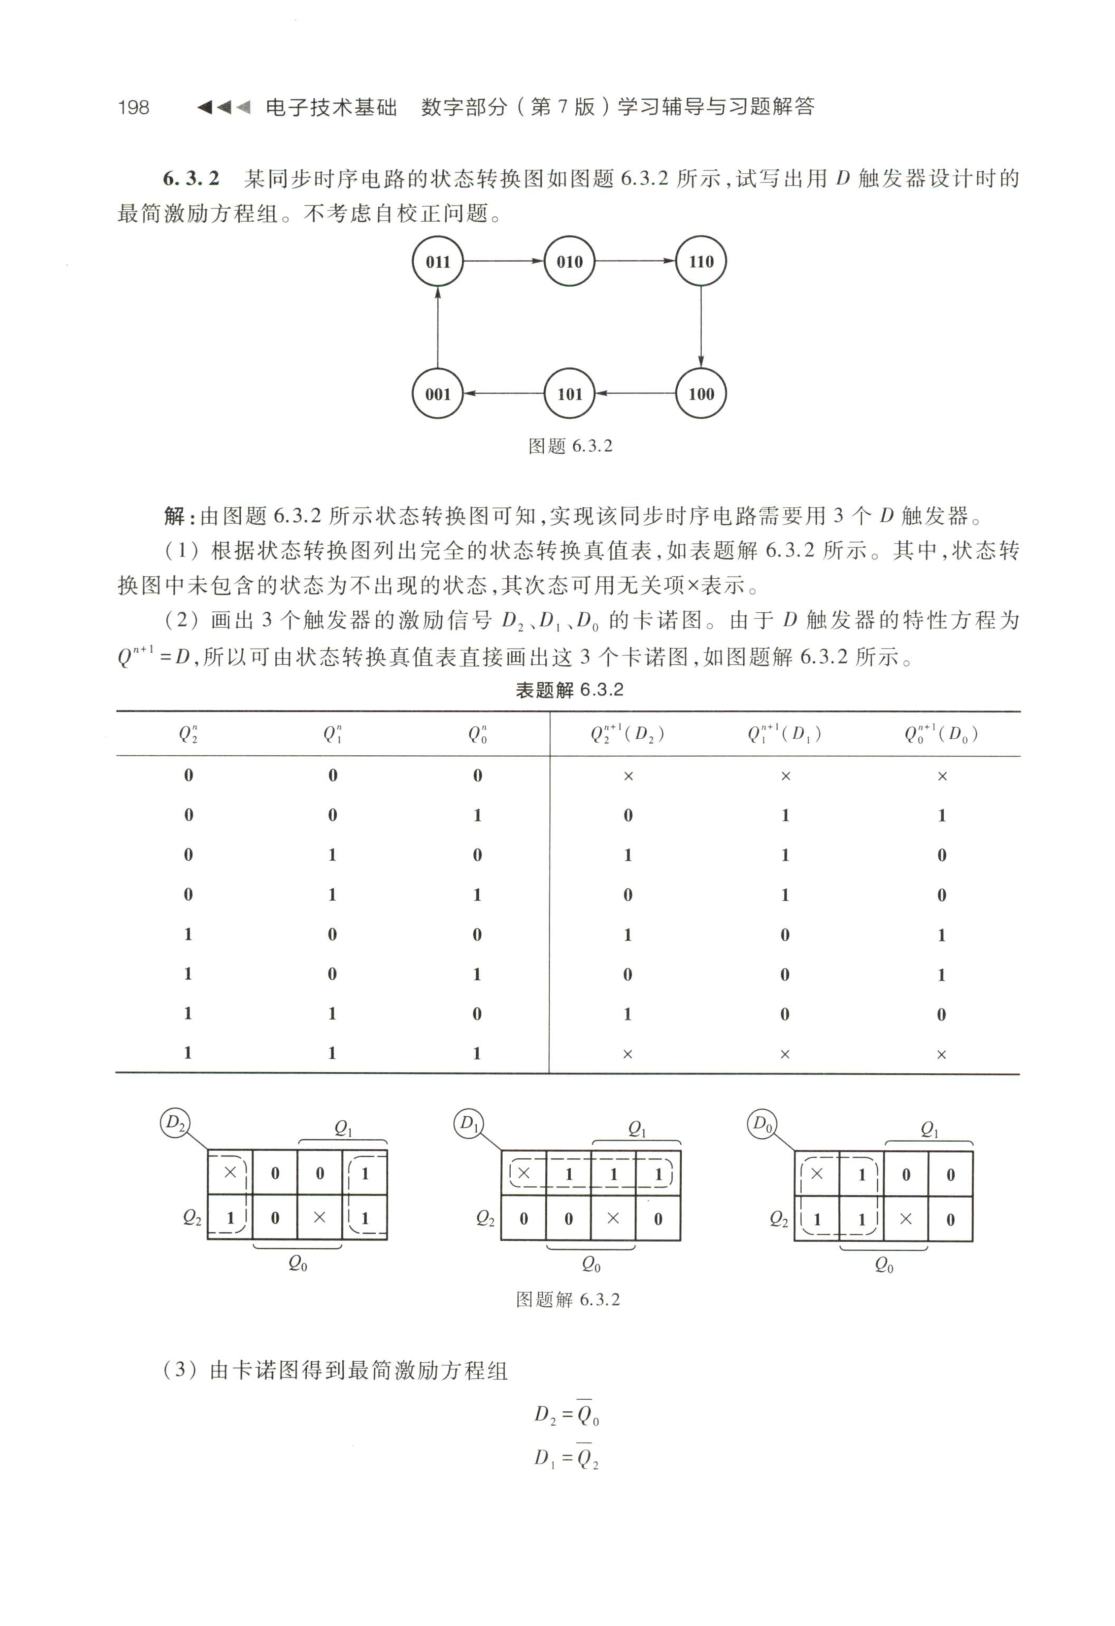 198 ◀◀◀ 电子技术基础 数字部分(第7版)学习辅导与习题解答
6.3.2 某同步时序电路的状态转换图如图题 6.3.2 所示,试写出用 D 触发器设计时的
最简激励方程组。不考虑自校正问题。
011 010 110
001 101 100
图题 6.3.2
解:由图题 6.3.2 所示状态转换图可知,实现该同步时序电路需要用 3 个 D 触发器。
(1) 根据状态转换图列出完全的状态转换真值表,如表题解 6.3.2 所示。其中,状态转
换图中未包含的状态为不出现的状态,其次态可用无关项×表示。
(2) 画出 3 个触发器的激励信号 D₂、D₁、D₀ 的卡诺图。由于 D 触发器的特性方程为
Qⁿ⁺¹=D,所以可由状态转换真值表直接画出这 3 个卡诺图,如图题解 6.3.2 所示。
表题解 6.3.2
Q₂ⁿ Q₁ⁿ Q₀ⁿ Q₂ⁿ⁺¹(D₂) Q₁ⁿ⁺¹(D₁) Q₀ⁿ⁺¹(D₀)
0 0 0 × × ×
0 0 1 0 1 1
0 1 0 1 1 0
0 1 1 0 1 0
1 0 0 1 0 1
1 0 1 0 0 1
1 1 0 1 0 0
1 1 1 × × ×
D₂ Q₁ D₁ Q₁ D₀ Q₁
× 0 0 1 × 1 1 1 × 1 0 0
Q₂ 1 0 × 1 Q₂ 0 0 × 0 Q₂ 1 1 × 0
Q₀ Q₀ Q₀
图题解 6.3.2
(3) 由卡诺图得到最简激励方程组
D₂=Q̅₀
D₁=Q̅₂